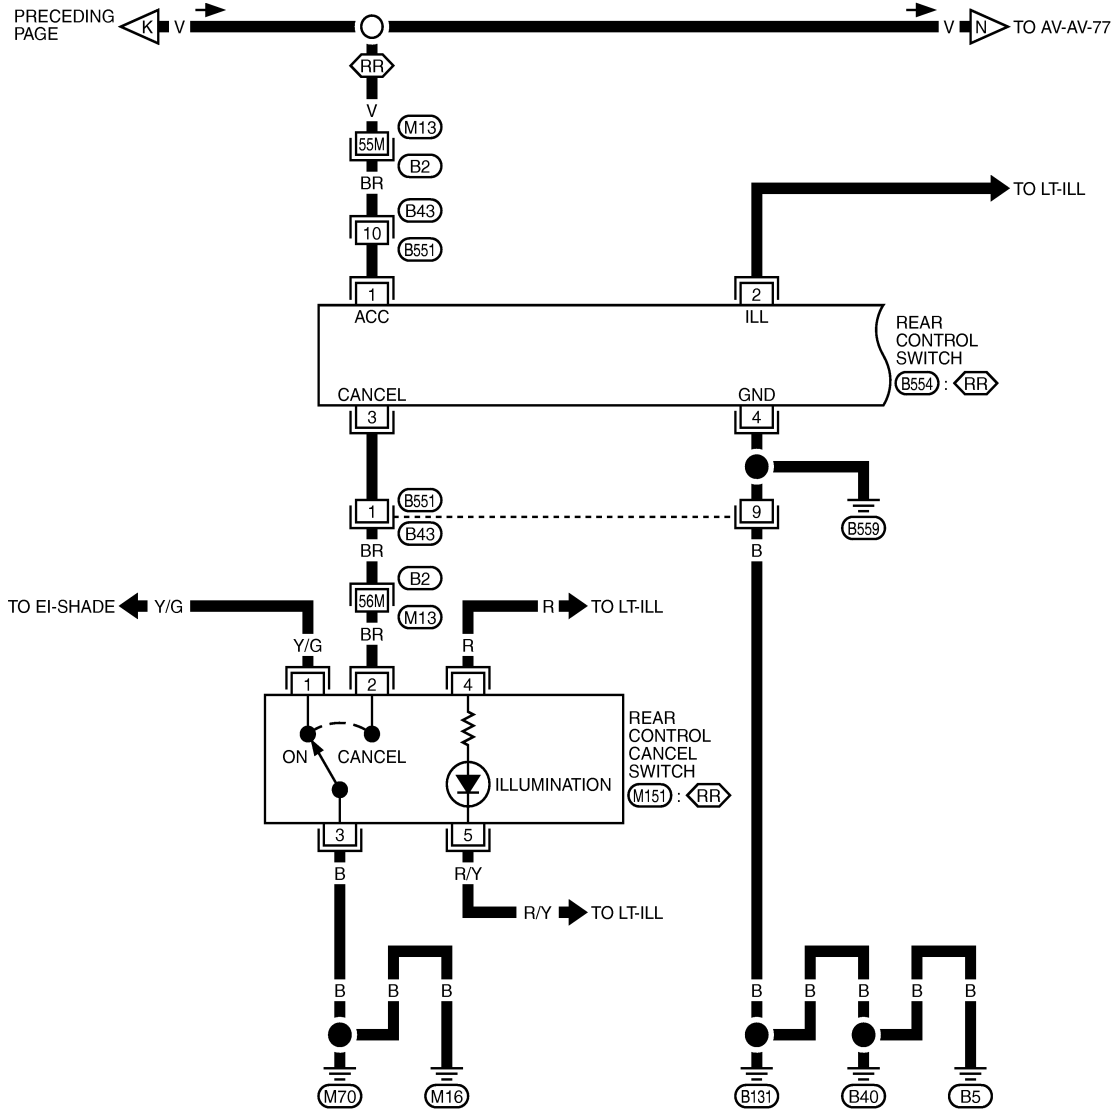 PRECEDING
PAGE
K
V
V
N
TO AV-AV-77
RR
V
55M
M13
B2
BR
TO LT-ILL
B43
10
B551
1
2
ACC
ILL
REAR
CONTROL
SWITCH
B554 : RR
CANCEL
GND
3
4
B551
1
9
B559
B43
BR
B
B2
56M
M13
TO EI-SHADE
Y/G
R
TO LT-ILL
BR
Y/G
R
1
2
4
ON
CANCEL
ILLUMINATION
REAR
CONTROL
CANCEL
SWITCH
M151 : RR
3
5
B
R/Y
R/Y
TO LT-ILL
B
B
B
B
B
B
B
B
M70
M16
B131
B40
B5